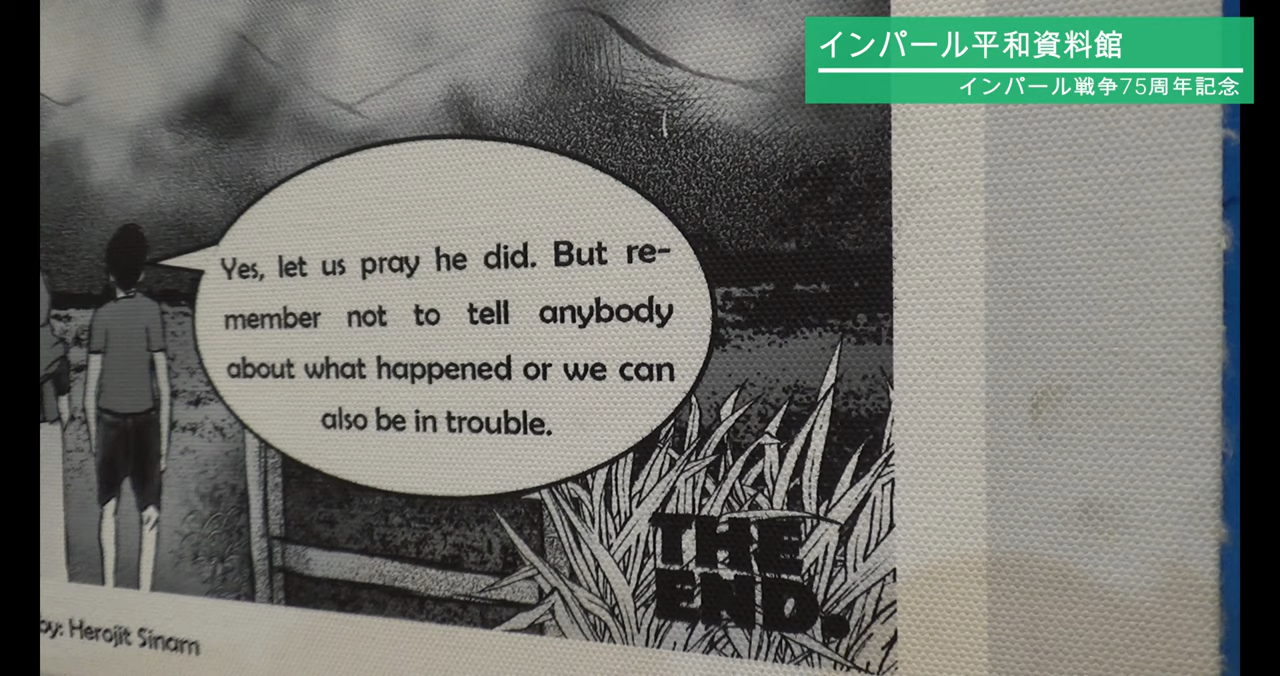 インパール平和資料館
インパール戦争75周年記念
Yes, let us pray he did. But re-
member not to tell anybody
about what happened or we can
also be in trouble.
THE
END.
by: Herojit Sinam